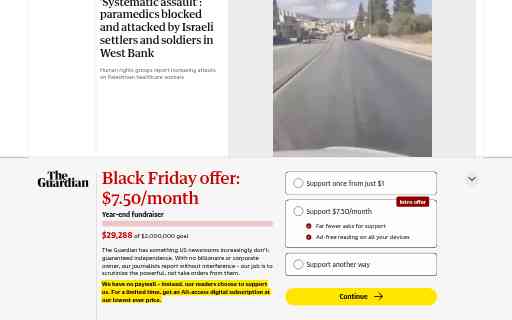 'Systematic assault':
paramedics blocked
and attacked by Israeli
settlers and soldiers in
West Bank
Human rights groups report increasing attacks
on Palestinian healthcare workers
The
Guardian
Black Friday offer:
$7.50/month
Year-end fundraiser
$29,288 of $2,000,000 goal
The Guardian has something US newsrooms increasingly don't:
guaranteed independence. With no billionaire or corporate
owner, our journalists report without interference – our job is to
scrutinise the powerful, not take orders from them.
We have no paywall – instead, our readers choose to support
us. For a limited time, get an All-access digital subscription at
our lowest ever price.
Support once from just $1
Intro offer
Support $7.50/month
Far fewer asks for support
Ad-free reading on all your devices
Support another way
Continue →